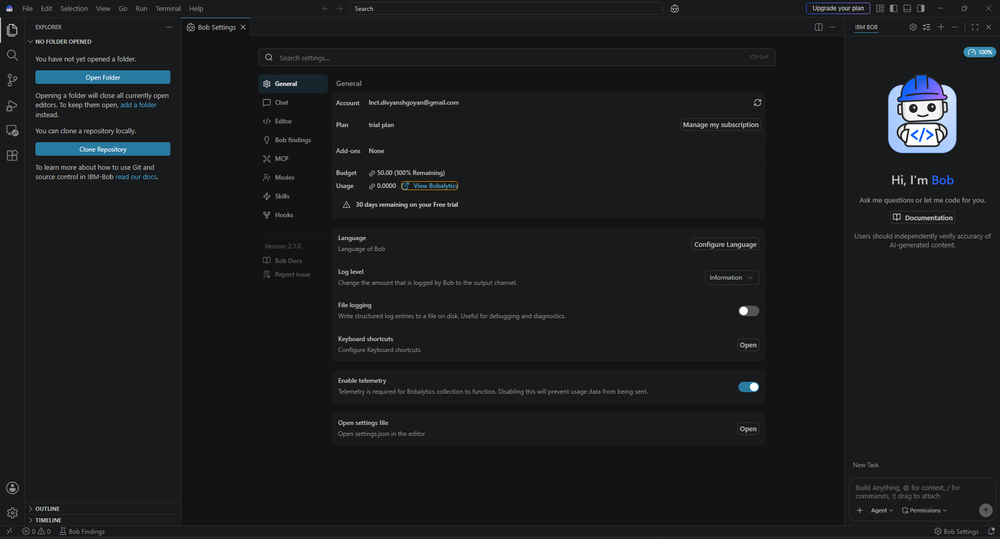 File Edit Selection View Go Run Terminal Help
Search
Upgrade your plan
EXPLORER
NO FOLDER OPENED
You have not yet opened a folder.
Open Folder
Opening a folder will close all currently open
editors. To keep them open, add a folder
instead.
You can clone a repository locally.
Clone Repository
To learn more about how to use Git and
source control in IBM-Bob read our docs.
OUTLINE
TIMELINE
Bob Settings
Search settings...
Ctrl+F
General
Chat
Editor
Bob findings
MCP
Modes
Skills
Hooks
Version: 2.1.0
Bob Docs
Report issue
General
Account lnct.divyanshgoyan@gmail.com
Plan trial plan Manage my subscription
Add-ons None
Budget 50.00 (100% Remaining)
Usage 0.0000 View Bobalytics
30 days remaining on your Free trial
Language
Language of Bob
Configure Language
Log level
Change the amount that is logged by Bob to the output channel.
Information
File logging
Write structured log entries to a file on disk. Useful for debugging and diagnostics.
Keyboard shortcuts
Configure Keyboard shortcuts
Open
Enable telemetry
Telemetry is required for Bobalytics collection to function. Disabling this will prevent usage data from being sent.
Open settings file
Open settings.json in the editor
Open
IBM BOB
100%
</>
Hi, I'm Bob
Ask me questions or let me code for you.
Documentation
Users should independently verify accuracy of
AI-generated content.
New Task
Build Anything, @ for context, / for
commands, ⇧ drag to attach
Agent Permissions
0 0 Bob Findings
Bob Settings